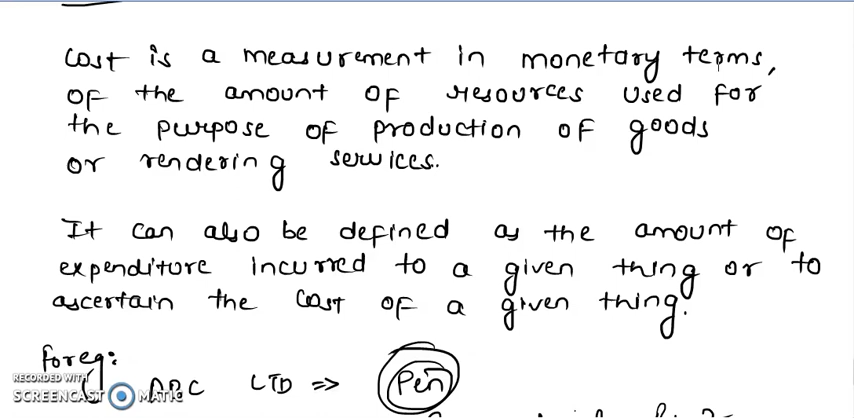 Cost is a measurement in monetary terms,
of the amount of resources used for
the purpose of production of goods
or rendering services.
It can also be defined as the amount of
expenditure incurred to a given thing or to
ascertain the cost of a given thing.
Foreg:
ABC LTD ⇒ Pen
RECORDED WITH
SCREENCAST MATIC